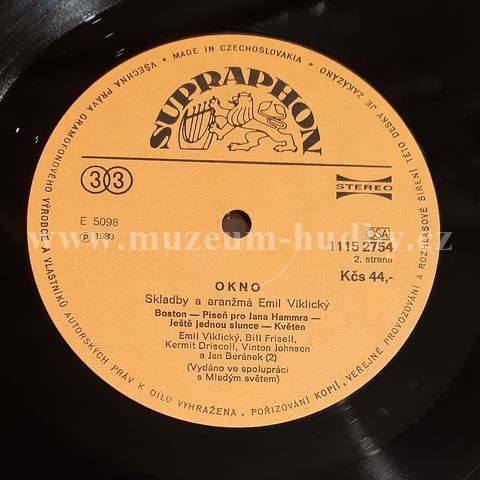 VŠECHNA PRÁVA GRAMOFONOVÉHO VÝROBCE A VLASTNÍKŮ AUTORSKÝCH PRÁV K DÍLU VYHRAŽENA • POŘIZOVÁNÍ KOPIÍ, VEŘEJNÉ PROVOZOVÁNÍ A ROZHLASOVÉ ŠÍŘENÍ TÉTO DESKY JE ZAKÁZÁNO • MADE IN CZECHOSLOVAKIA •
SUPRAPHON
33
STEREO
E 5098
℗ 1980
OSA
1115 2754
2. strana
www.muzeum-hudby.cz
OKNO
Kčs 44,-
Skladby a aranžmá Emil Viklický
Boston — Píseň pro Jana Hammra —
Ještě jednou slunce — Květen
Emil Viklický, Bill Frisell,
Kermit Driscoll, Vinton Johnson
a Jan Beránek (2)
(Vydáno ve spolupráci
s Mladým světem)